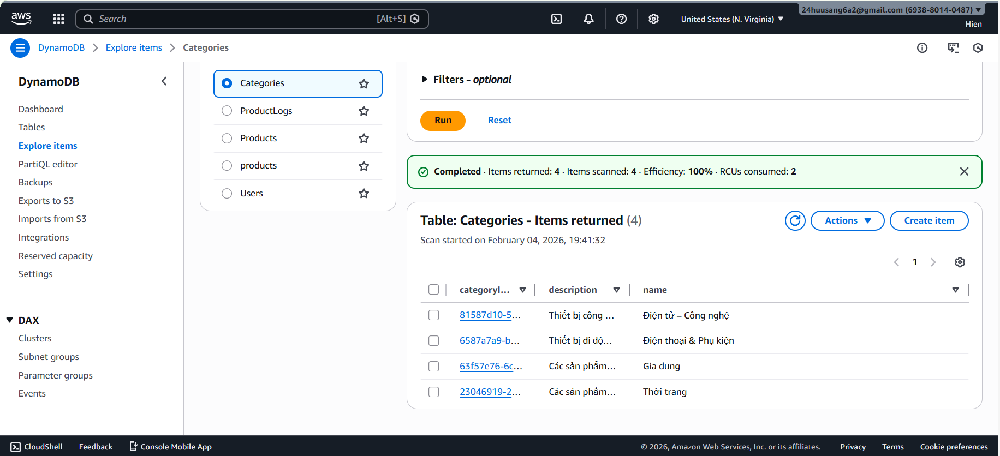 aws
Search [Alt+S]
United States (N. Virginia)
24huusang6a2@gmail.com (6938-8014-0487)
Hien
DynamoDB
Explore items
Categories
DynamoDB
Dashboard
Tables
Explore items
PartiQL editor
Backups
Exports to S3
Imports from S3
Integrations
Reserved capacity
Settings
DAX
Clusters
Subnet groups
Parameter groups
Events
Categories
ProductLogs
Products
products
Users
Filters - optional
Run Reset
Completed · Items returned: 4 · Items scanned: 4 · Efficiency: 100% · RCUs consumed: 2
Table: Categories - Items returned (4)
Actions
Create item
Scan started on February 04, 2026, 19:41:32
1
categoryI... description name
81587d10-5... Thiết bị công ... Điện tử – Công nghệ
6587a7a9-b... Thiết bị di độ... Điện thoại & Phụ kiện
63f57e76-6c... Các sản phẩm... Gia dụng
23046919-2... Các sản phẩm... Thời trang
CloudShell Feedback Console Mobile App © 2026, Amazon Web Services, Inc. or its affiliates. Privacy Terms Cookie preferences